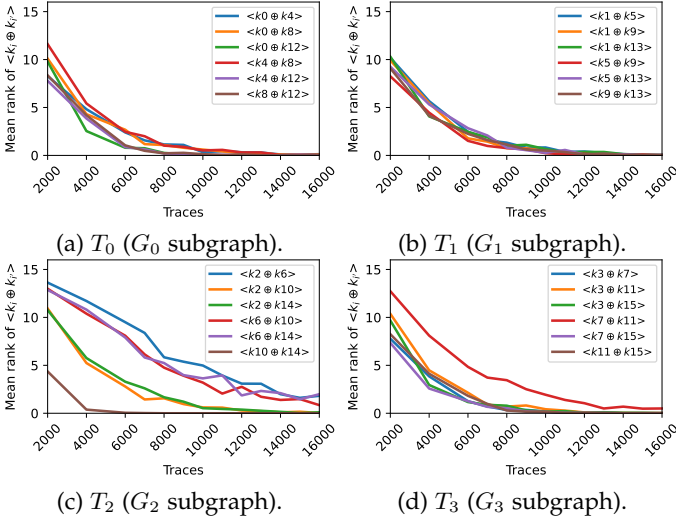 Mean rank of <k_i ⊕ k_i'>
15
10
5
0
2000
4000
6000
8000
10000
12000
14000
16000
Traces
<k0 ⊕ k4>
<k0 ⊕ k8>
<k0 ⊕ k12>
<k4 ⊕ k8>
<k4 ⊕ k12>
<k8 ⊕ k12>
(a) T_0 (G_0 subgraph).
Mean rank of <k_i ⊕ k_i'>
15
10
5
0
2000
4000
6000
8000
10000
12000
14000
16000
Traces
<k1 ⊕ k5>
<k1 ⊕ k9>
<k1 ⊕ k13>
<k5 ⊕ k9>
<k5 ⊕ k13>
<k9 ⊕ k13>
(b) T_1 (G_1 subgraph).
Mean rank of <k_i ⊕ k_i'>
15
10
5
0
2000
4000
6000
8000
10000
12000
14000
16000
Traces
<k2 ⊕ k6>
<k2 ⊕ k10>
<k2 ⊕ k14>
<k6 ⊕ k10>
<k6 ⊕ k14>
<k10 ⊕ k14>
(c) T_2 (G_2 subgraph).
Mean rank of <k_i ⊕ k_i'>
15
10
5
0
2000
4000
6000
8000
10000
12000
14000
16000
Traces
<k3 ⊕ k7>
<k3 ⊕ k11>
<k3 ⊕ k15>
<k7 ⊕ k11>
<k7 ⊕ k15>
<k11 ⊕ k15>
(d) T_3 (G_3 subgraph).